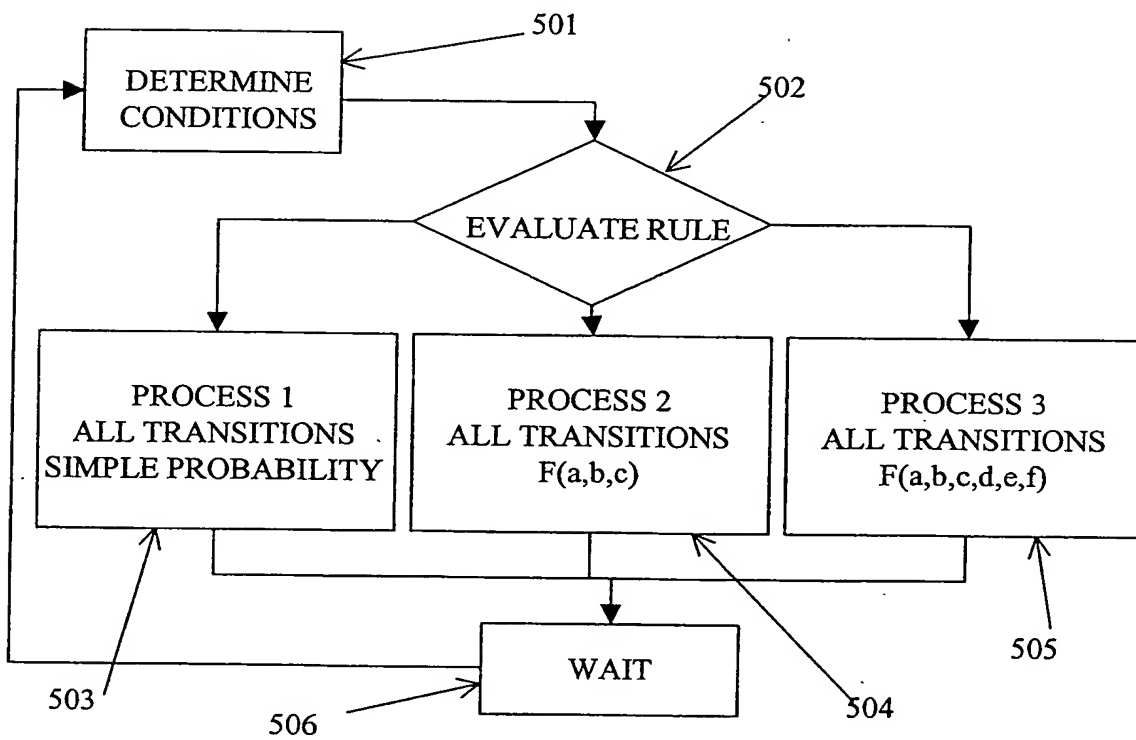 501
DETERMINE
CONDITIONS
502
EVALUATE RULE
PROCESS 1
ALL TRANSITIONS
SIMPLE PROBABILITY
PROCESS 2
ALL TRANSITIONS
F(a,b,c)
PROCESS 3
ALL TRANSITIONS
F(a,b,c,d,e,f)
WAIT
503
506
504
505